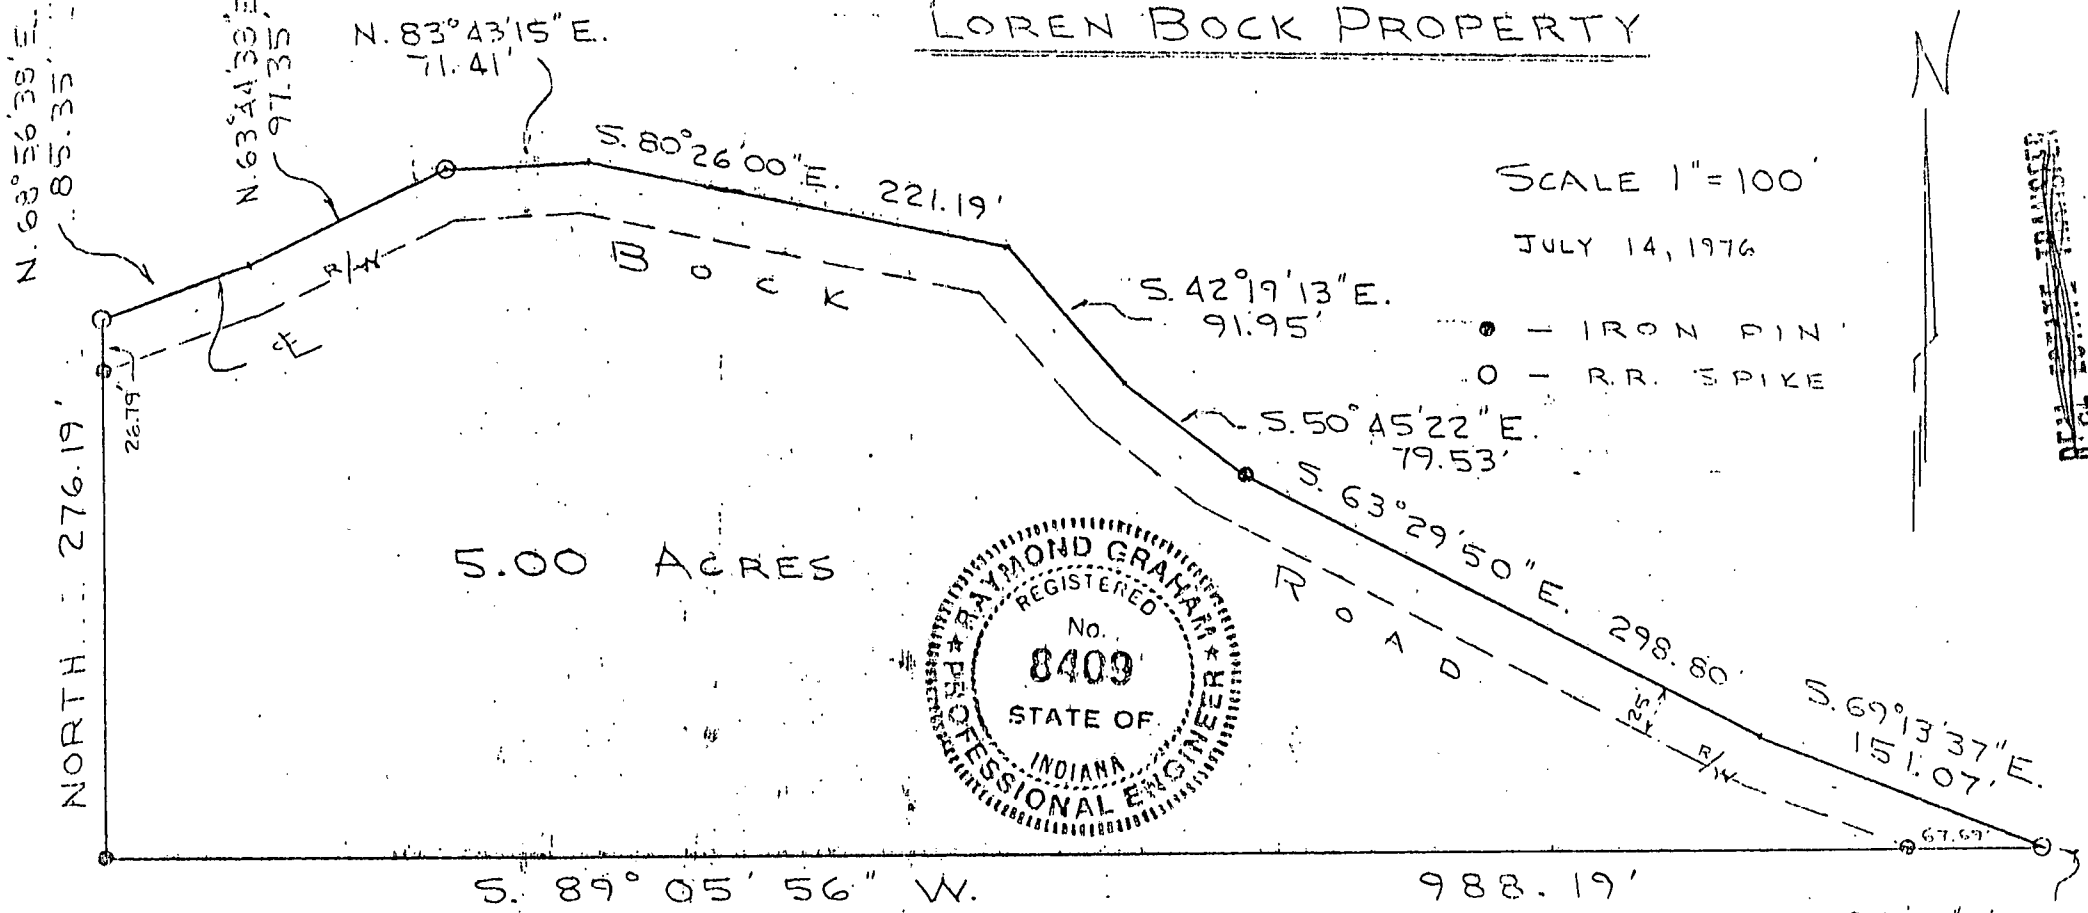 LOREN BOCK PROPERTY
N
N. 68° 56' 38" E.
85.35'
N. 63° 44' 33" E
97.35'
N. 83° 43' 15" E.
71.41'
S. 80° 26' 00" E. 221.19'
SCALE 1" = 100'
JULY 14, 1976
S. 42° 19' 13" E.
91.95'
● – IRON PIN
○ – R.R. SPIKE
R/W
BOCK
℄
26.79'
S. 50° 45' 22" E.
79.53'
S. 63° 29' 50" E. 298.80'
NORTH 276.19'
5.00 ACRES
RAYMOND GRAHAM
REGISTERED
No.
8409
STATE OF
INDIANA
★ PROFESSIONAL ENGINEER ★
ROAD
25'
R/W
S. 69° 13' 37" E.
151.07'
67.69'
S. 89° 05' 56" W. 988.19'